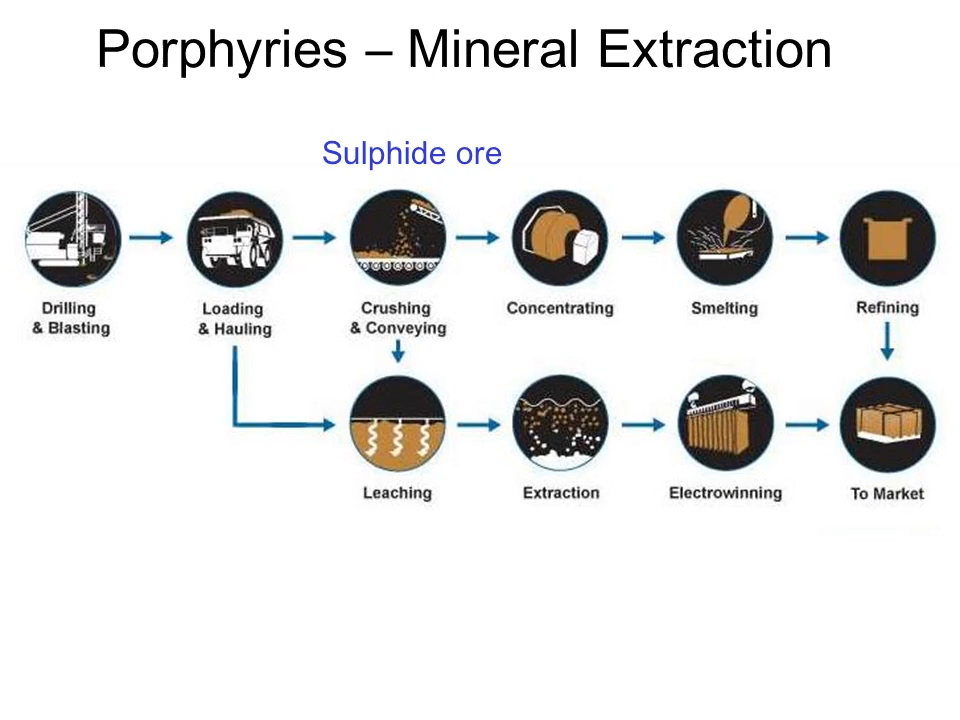 Porphyries – Mineral Extraction
Sulphide ore
Drilling
& Blasting
Loading
& Hauling
Crushing
& Conveying
Concentrating
Smelting
Refining
Leaching
Extraction
Electrowinning
To Market